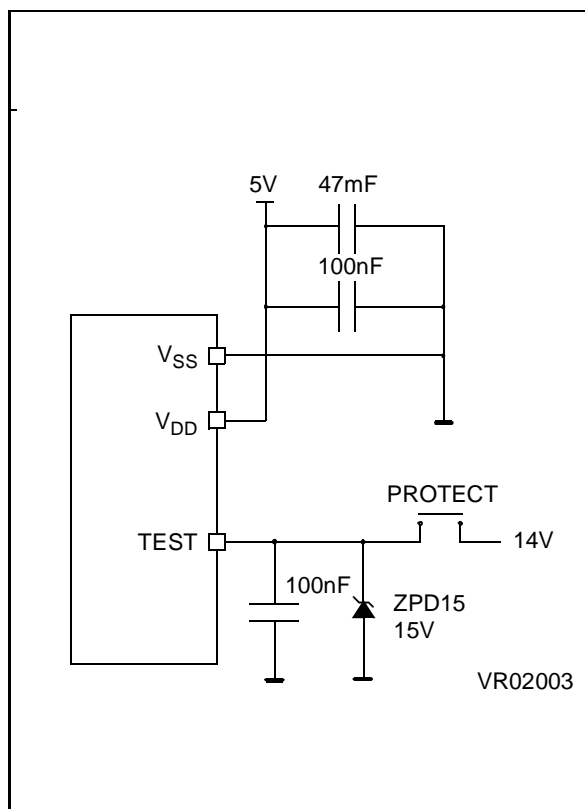 5V 47mF
100nF
VSS
VDD
PROTECT
TEST
14V
100nF
ZPD15
15V
VR02003